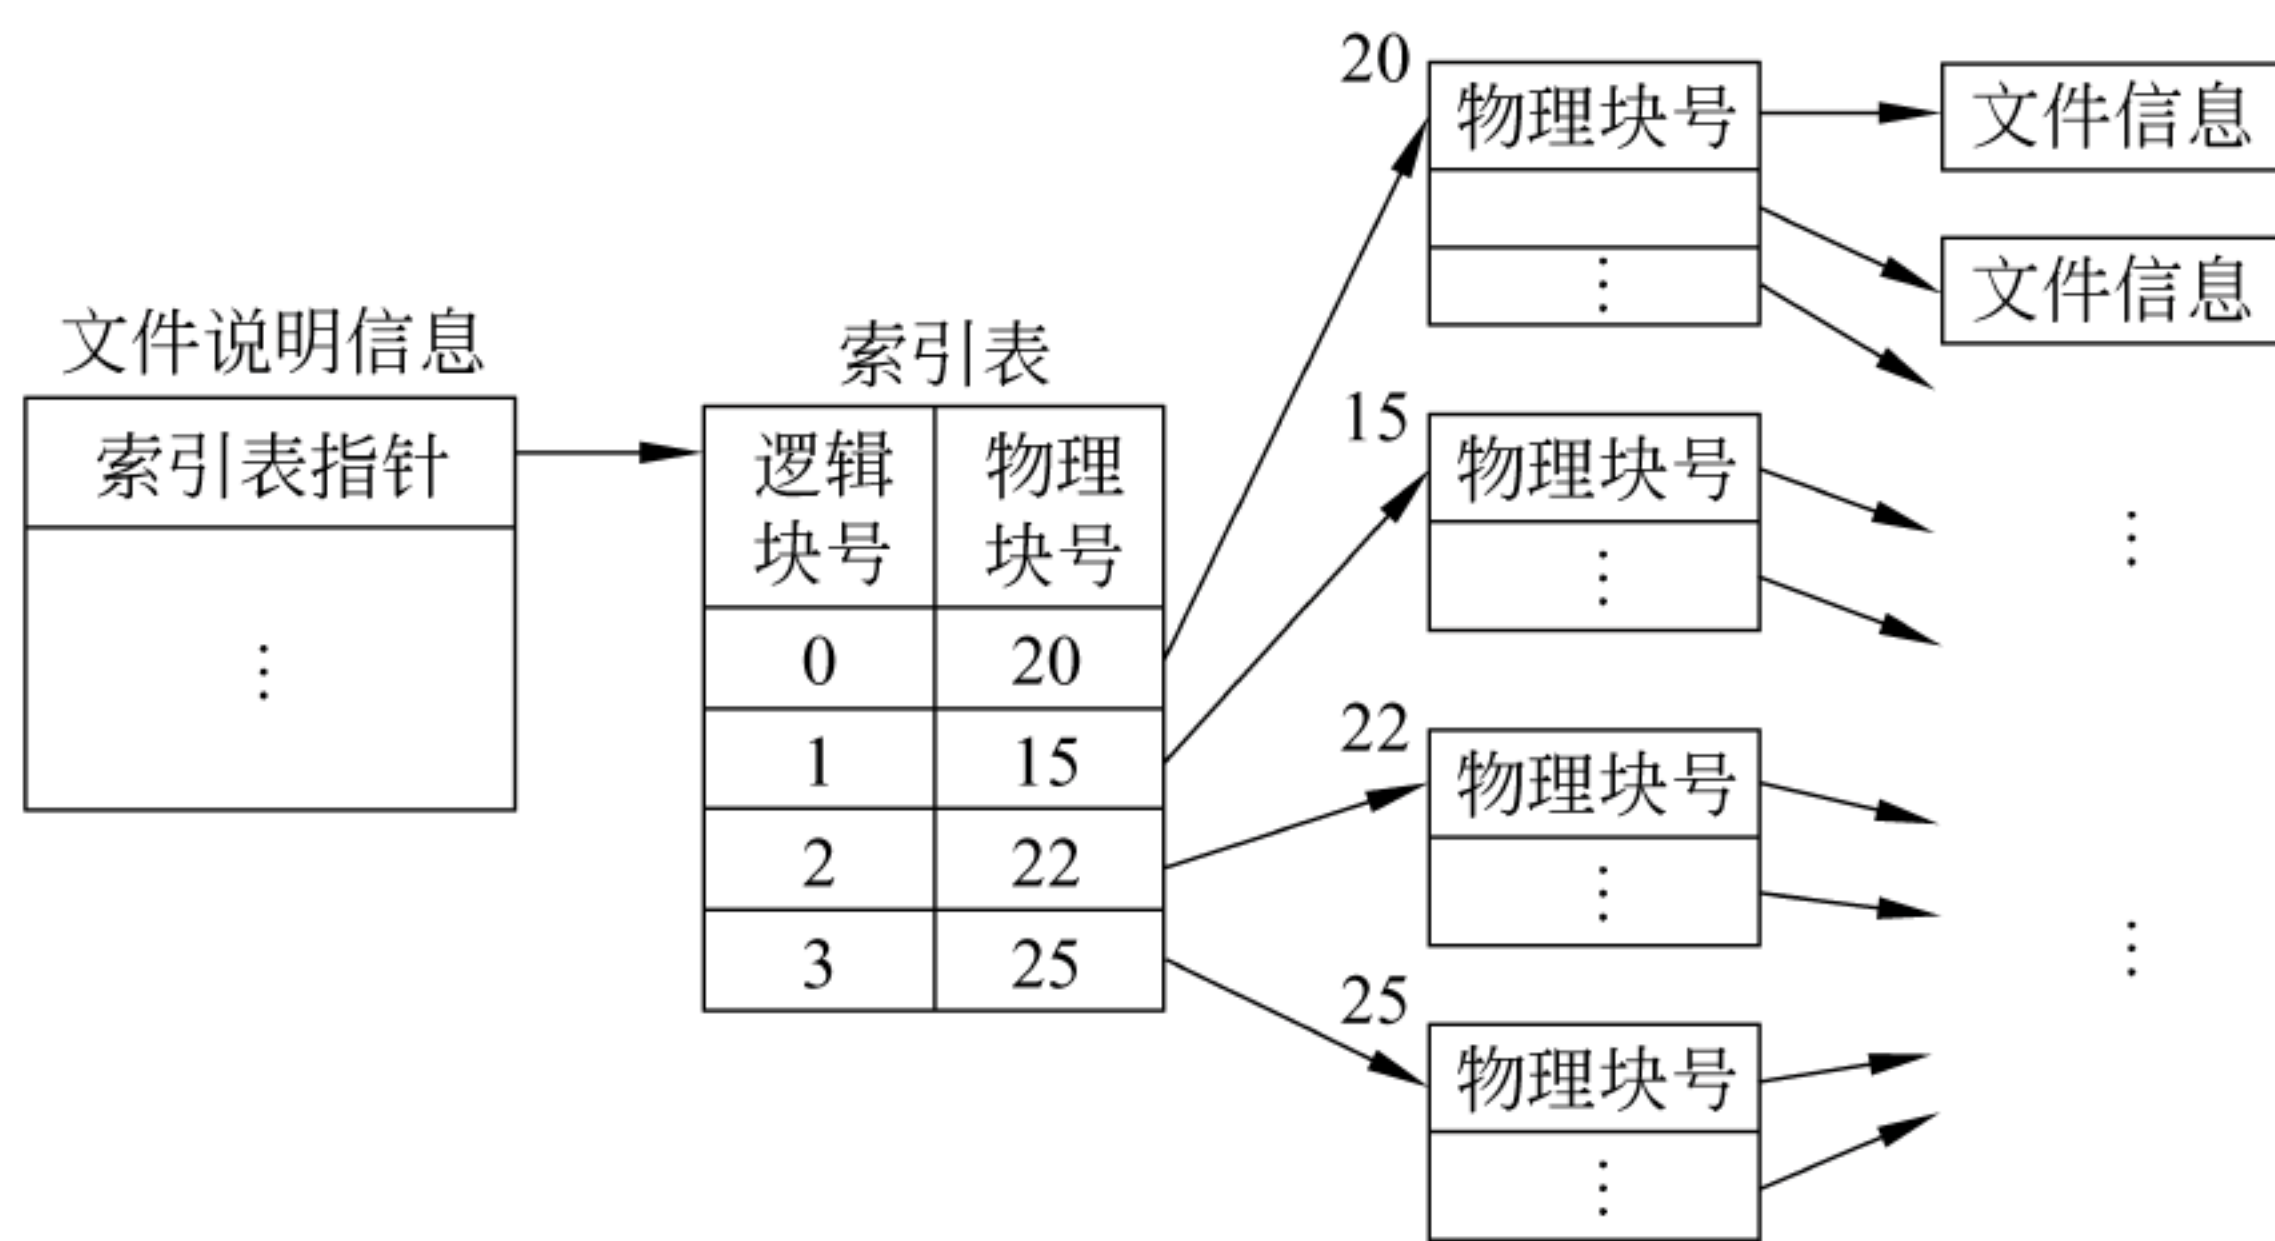 文件说明信息
索引表指针
⋮
索引表
逻辑块号 物理块号
0 20
1 15
2 22
3 25
20
物理块号
⋮
文件信息
文件信息
15
物理块号
⋮
⋮
22
物理块号
⋮
⋮
25
物理块号
⋮